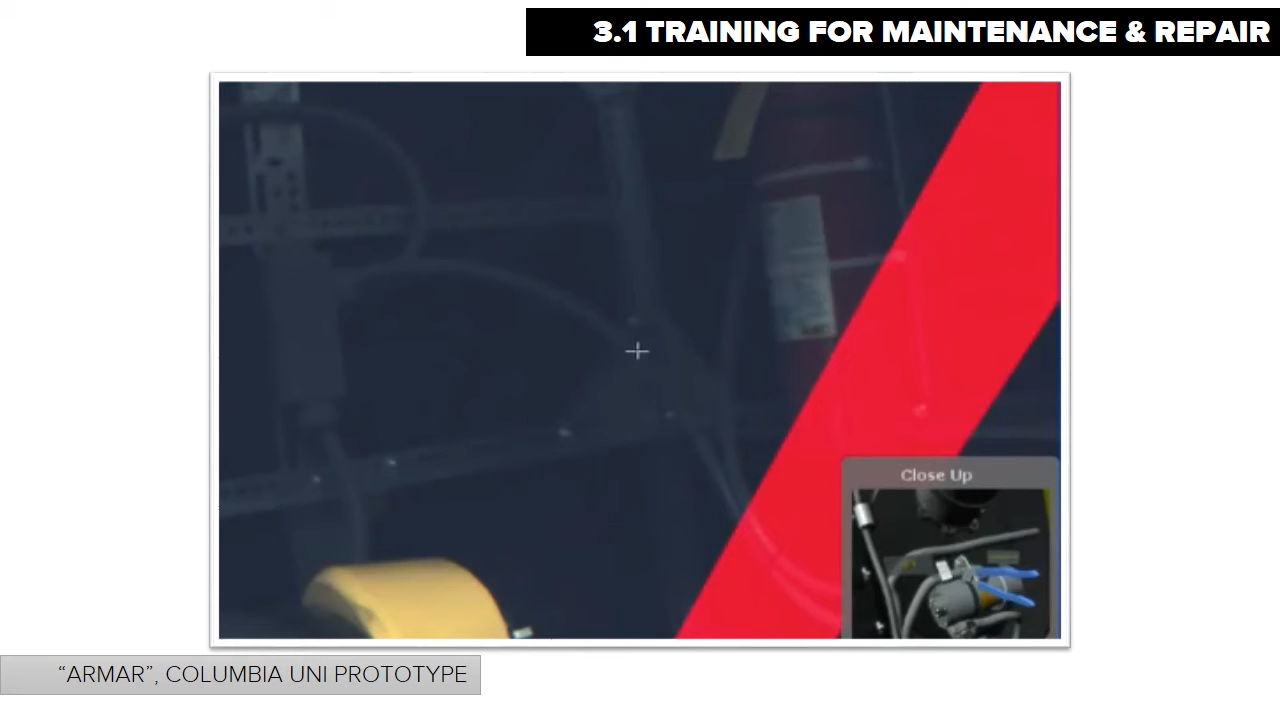 3.1 TRAINING FOR MAINTENANCE & REPAIR
Close Up
“ARMAR”, COLUMBIA UNI PROTOTYPE